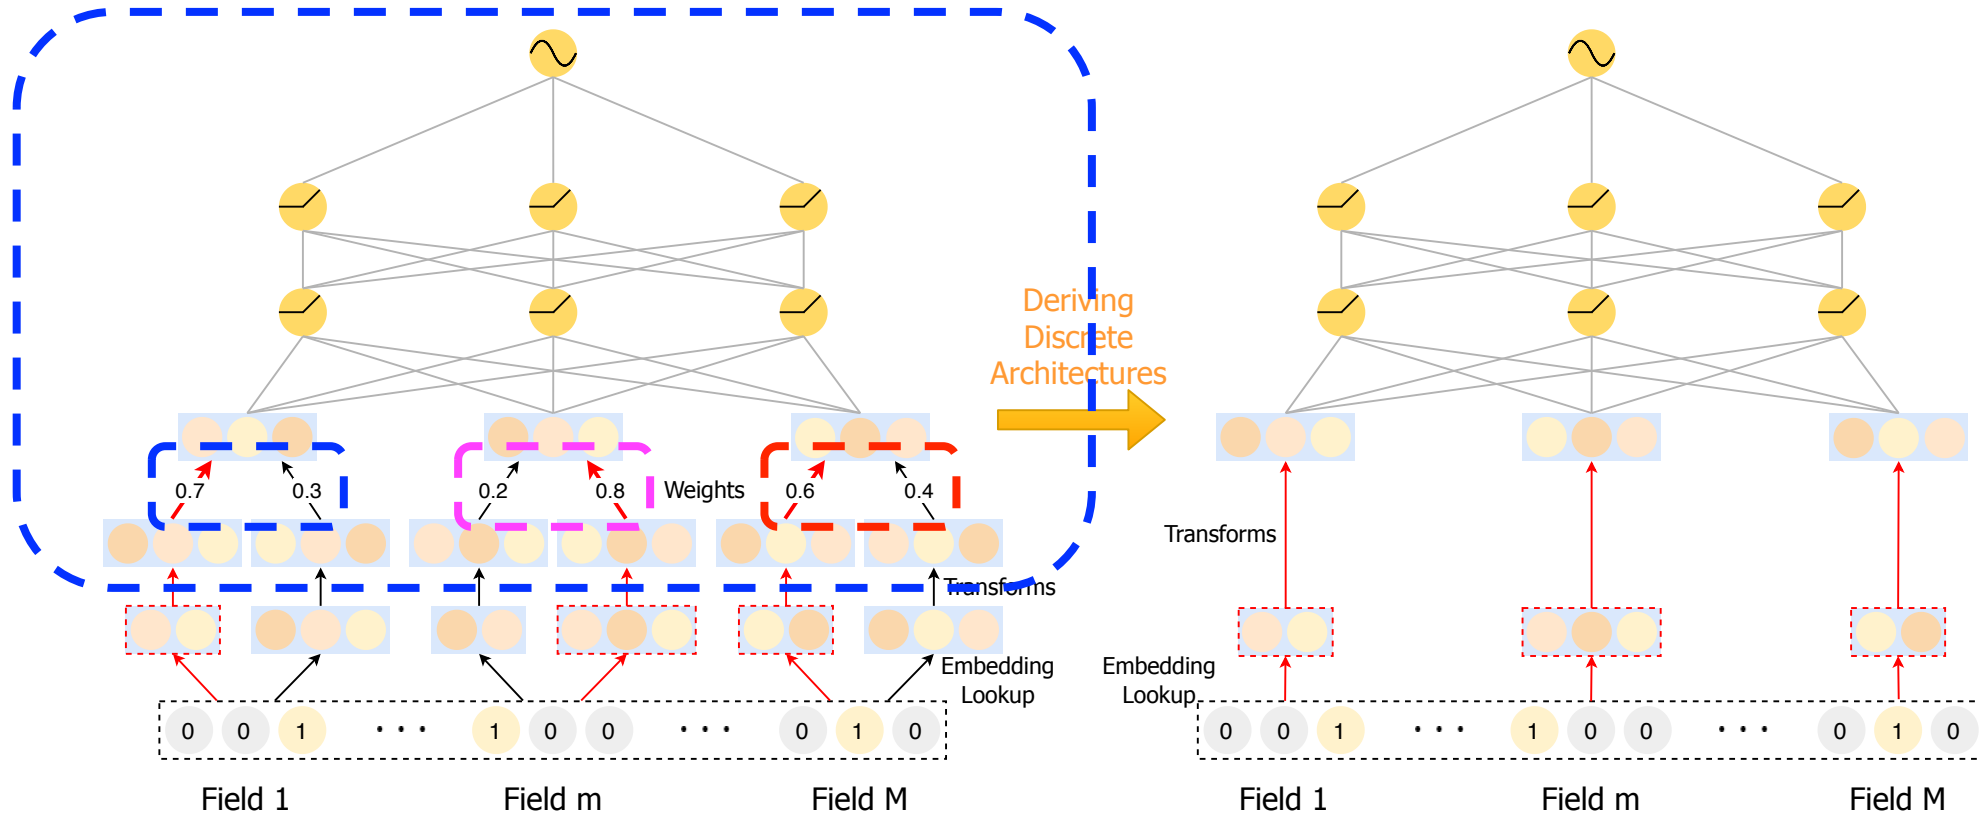 Deriving
Discrete
Architectures
0.7 0.3 0.2 0.8 Weights 0.6 0.4
Transforms
Transforms
Embedding
Lookup
Embedding
Lookup
0 0 1 · · · 1 0 0 · · · 0 1 0
0 0 1 · · · 1 0 0 · · · 0 1 0
Field 1 Field m Field M
Field 1 Field m Field M